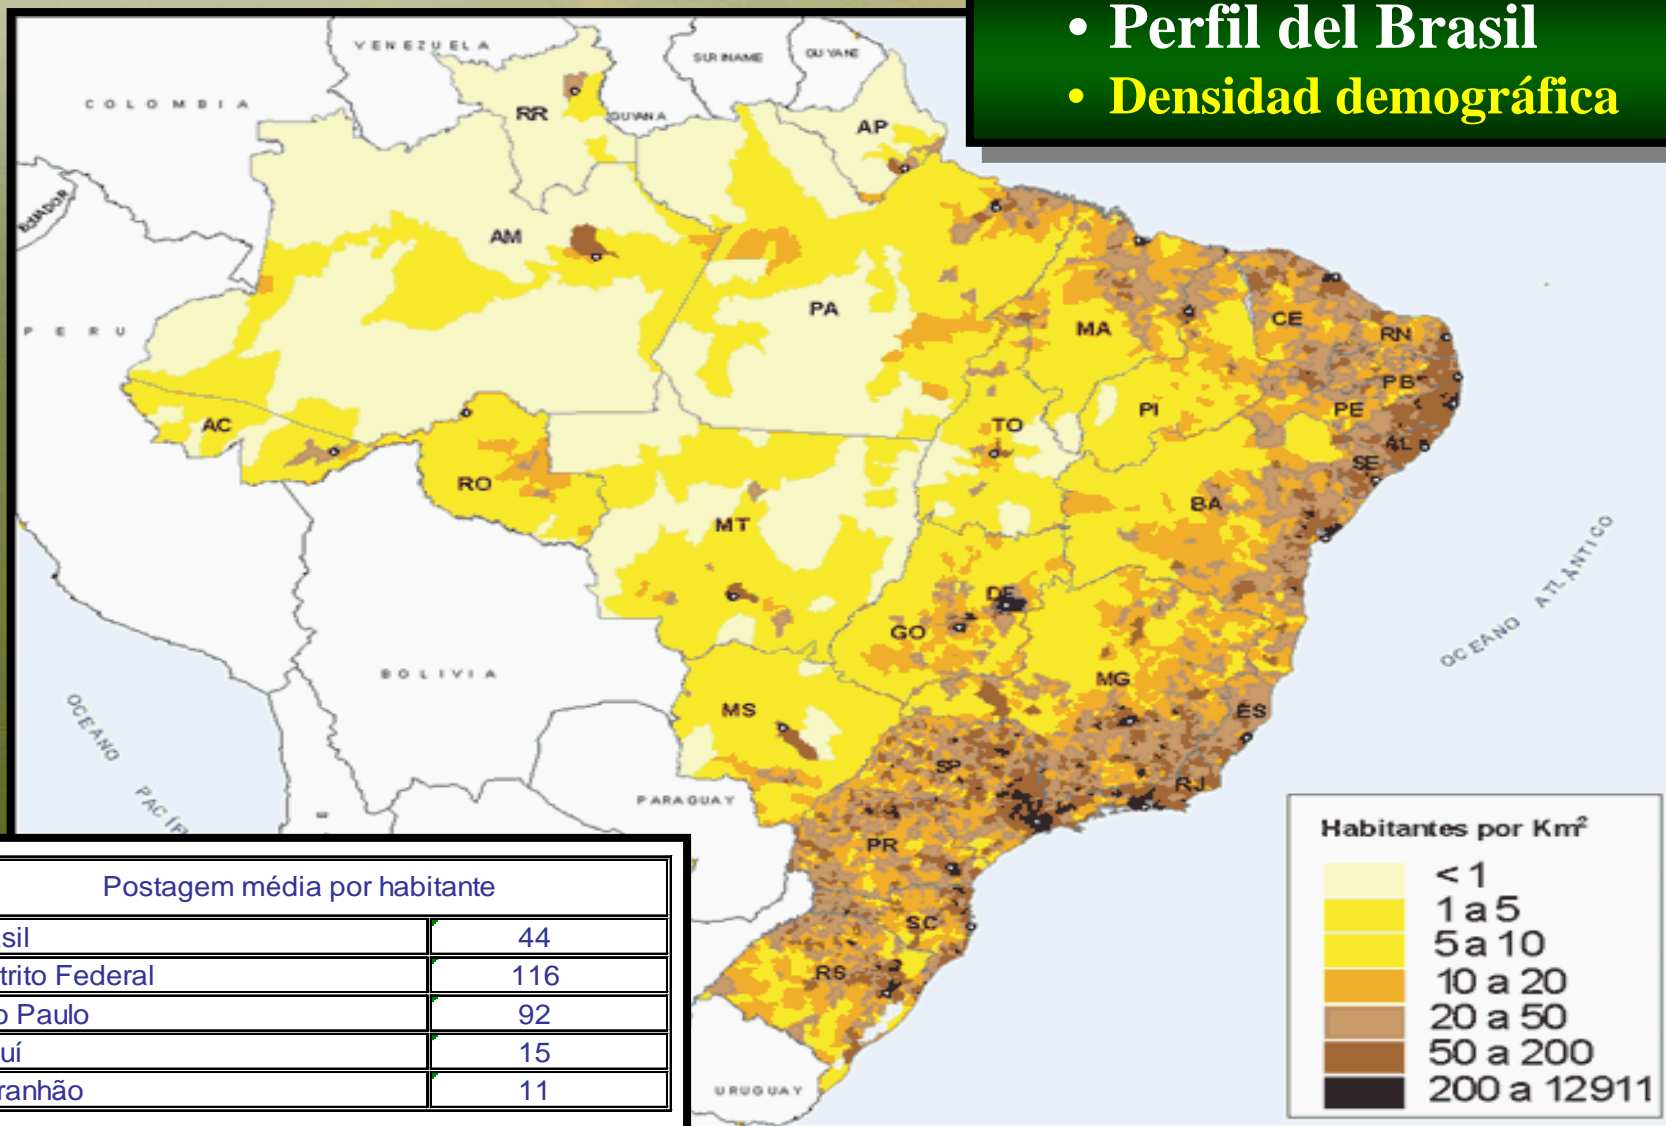 • Perfil del Brasil
• Densidad demográfica
VENEZUELA
SURINAME
GUYANE
COLOMBIA
RR
GUYANA
AP
AM
PA
PERU
MA
CE
RN
PB
PE
AL
SE
PI
TO
AC
RO
BA
MT
DF
GO
BOLIVIA
MG
MS
ES
SP
RJ
PARAGUAY
PR
SC
RS
URUGUAY
OCEANO ATLANTICO
OCEANO
Habitantes por Km²
< 1
1 a 5
5 a 10
10 a 20
20 a 50
50 a 200
200 a 12911
Postagem média por habitante
sil 44
trito Federal 116
o Paulo 92
uí 15
ranhão 11